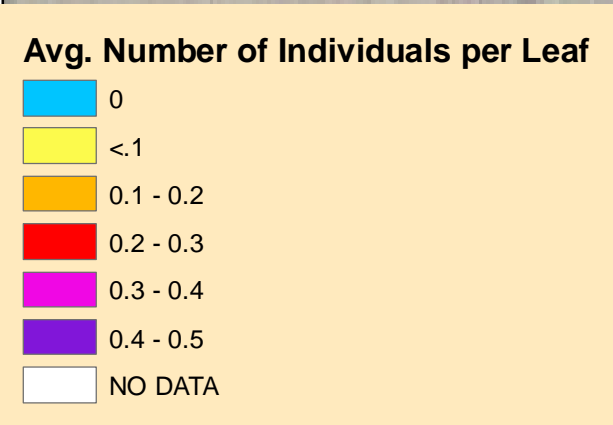 Avg. Number of Individuals per Leaf
0
<.1
0.1 - 0.2
0.2 - 0.3
0.3 - 0.4
0.4 - 0.5
NO DATA